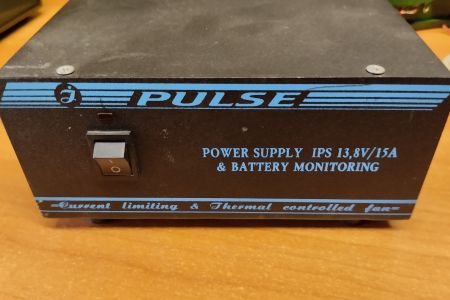 J PULSE
I
O
POWER SUPPLY IPS 13,8V/15A
& BATTERY MONITORING
Current limiting & Thermal controlled fan